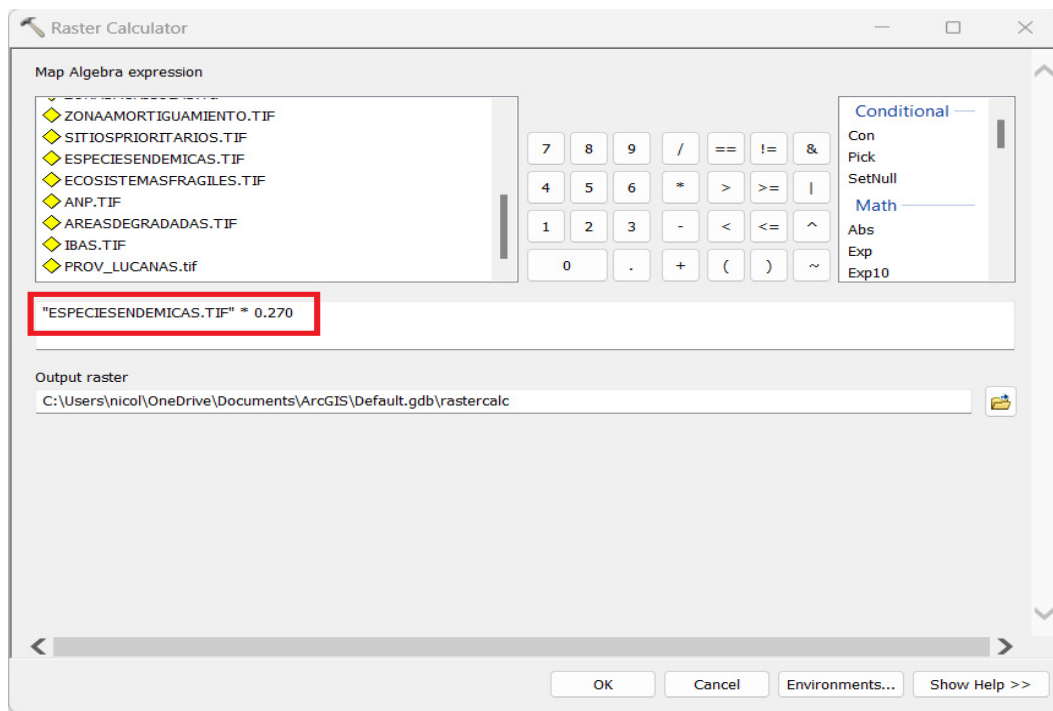 Raster Calculator
Map Algebra expression
ZONAAMORTIGUAMIENTO.TIF
SITIOSPRIORITARIOS.TIF
ESPECIESENDEMICAS.TIF
ECOSISTEMASFRAGILES.TIF
ANP.TIF
AREASDEGRADADAS.TIF
IBAS.TIF
PROV_LUCANAS.tif
7 8 9 / == != &
4 5 6 * > >= |
1 2 3 - < <= ^
0 . + ( ) ~
Conditional
Con
Pick
SetNull
Math
Abs
Exp
Exp10
"ESPECIESENDEMICAS.TIF" * 0.270
Output raster
C:\Users\nicol\OneDrive\Documents\ArcGIS\Default.gdb\rastercalc
OK Cancel Environments... Show Help >>